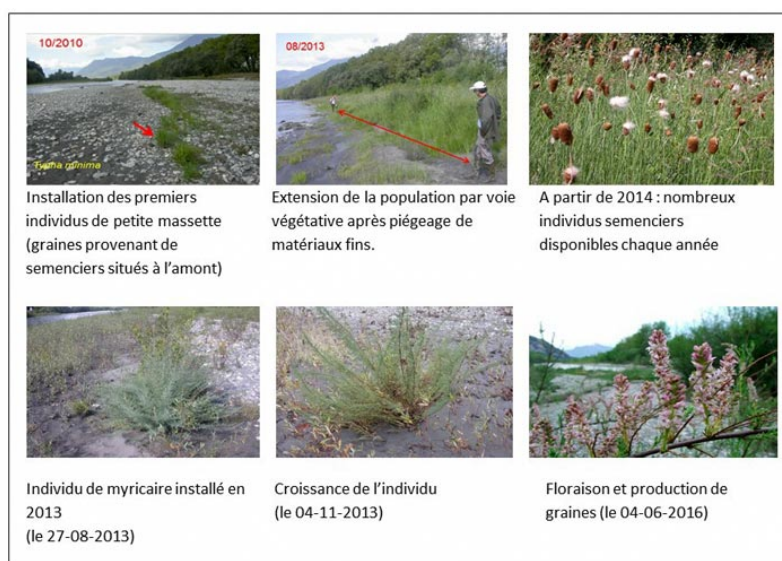 10/2010
08/2013
Typha minima
Installation des premiers
individus de petite massette
(graines provenant de
semenciers situés à l'amont)
Extension de la population par voie
végétative après piégeage de
matériaux fins.
A partir de 2014 : nombreux
individus semenciers
disponibles chaque année
Individu de myricaire installé en
2013
(le 27-08-2013)
Croissance de l'individu
(le 04-11-2013)
Floraison et production de
graines (le 04-06-2016)